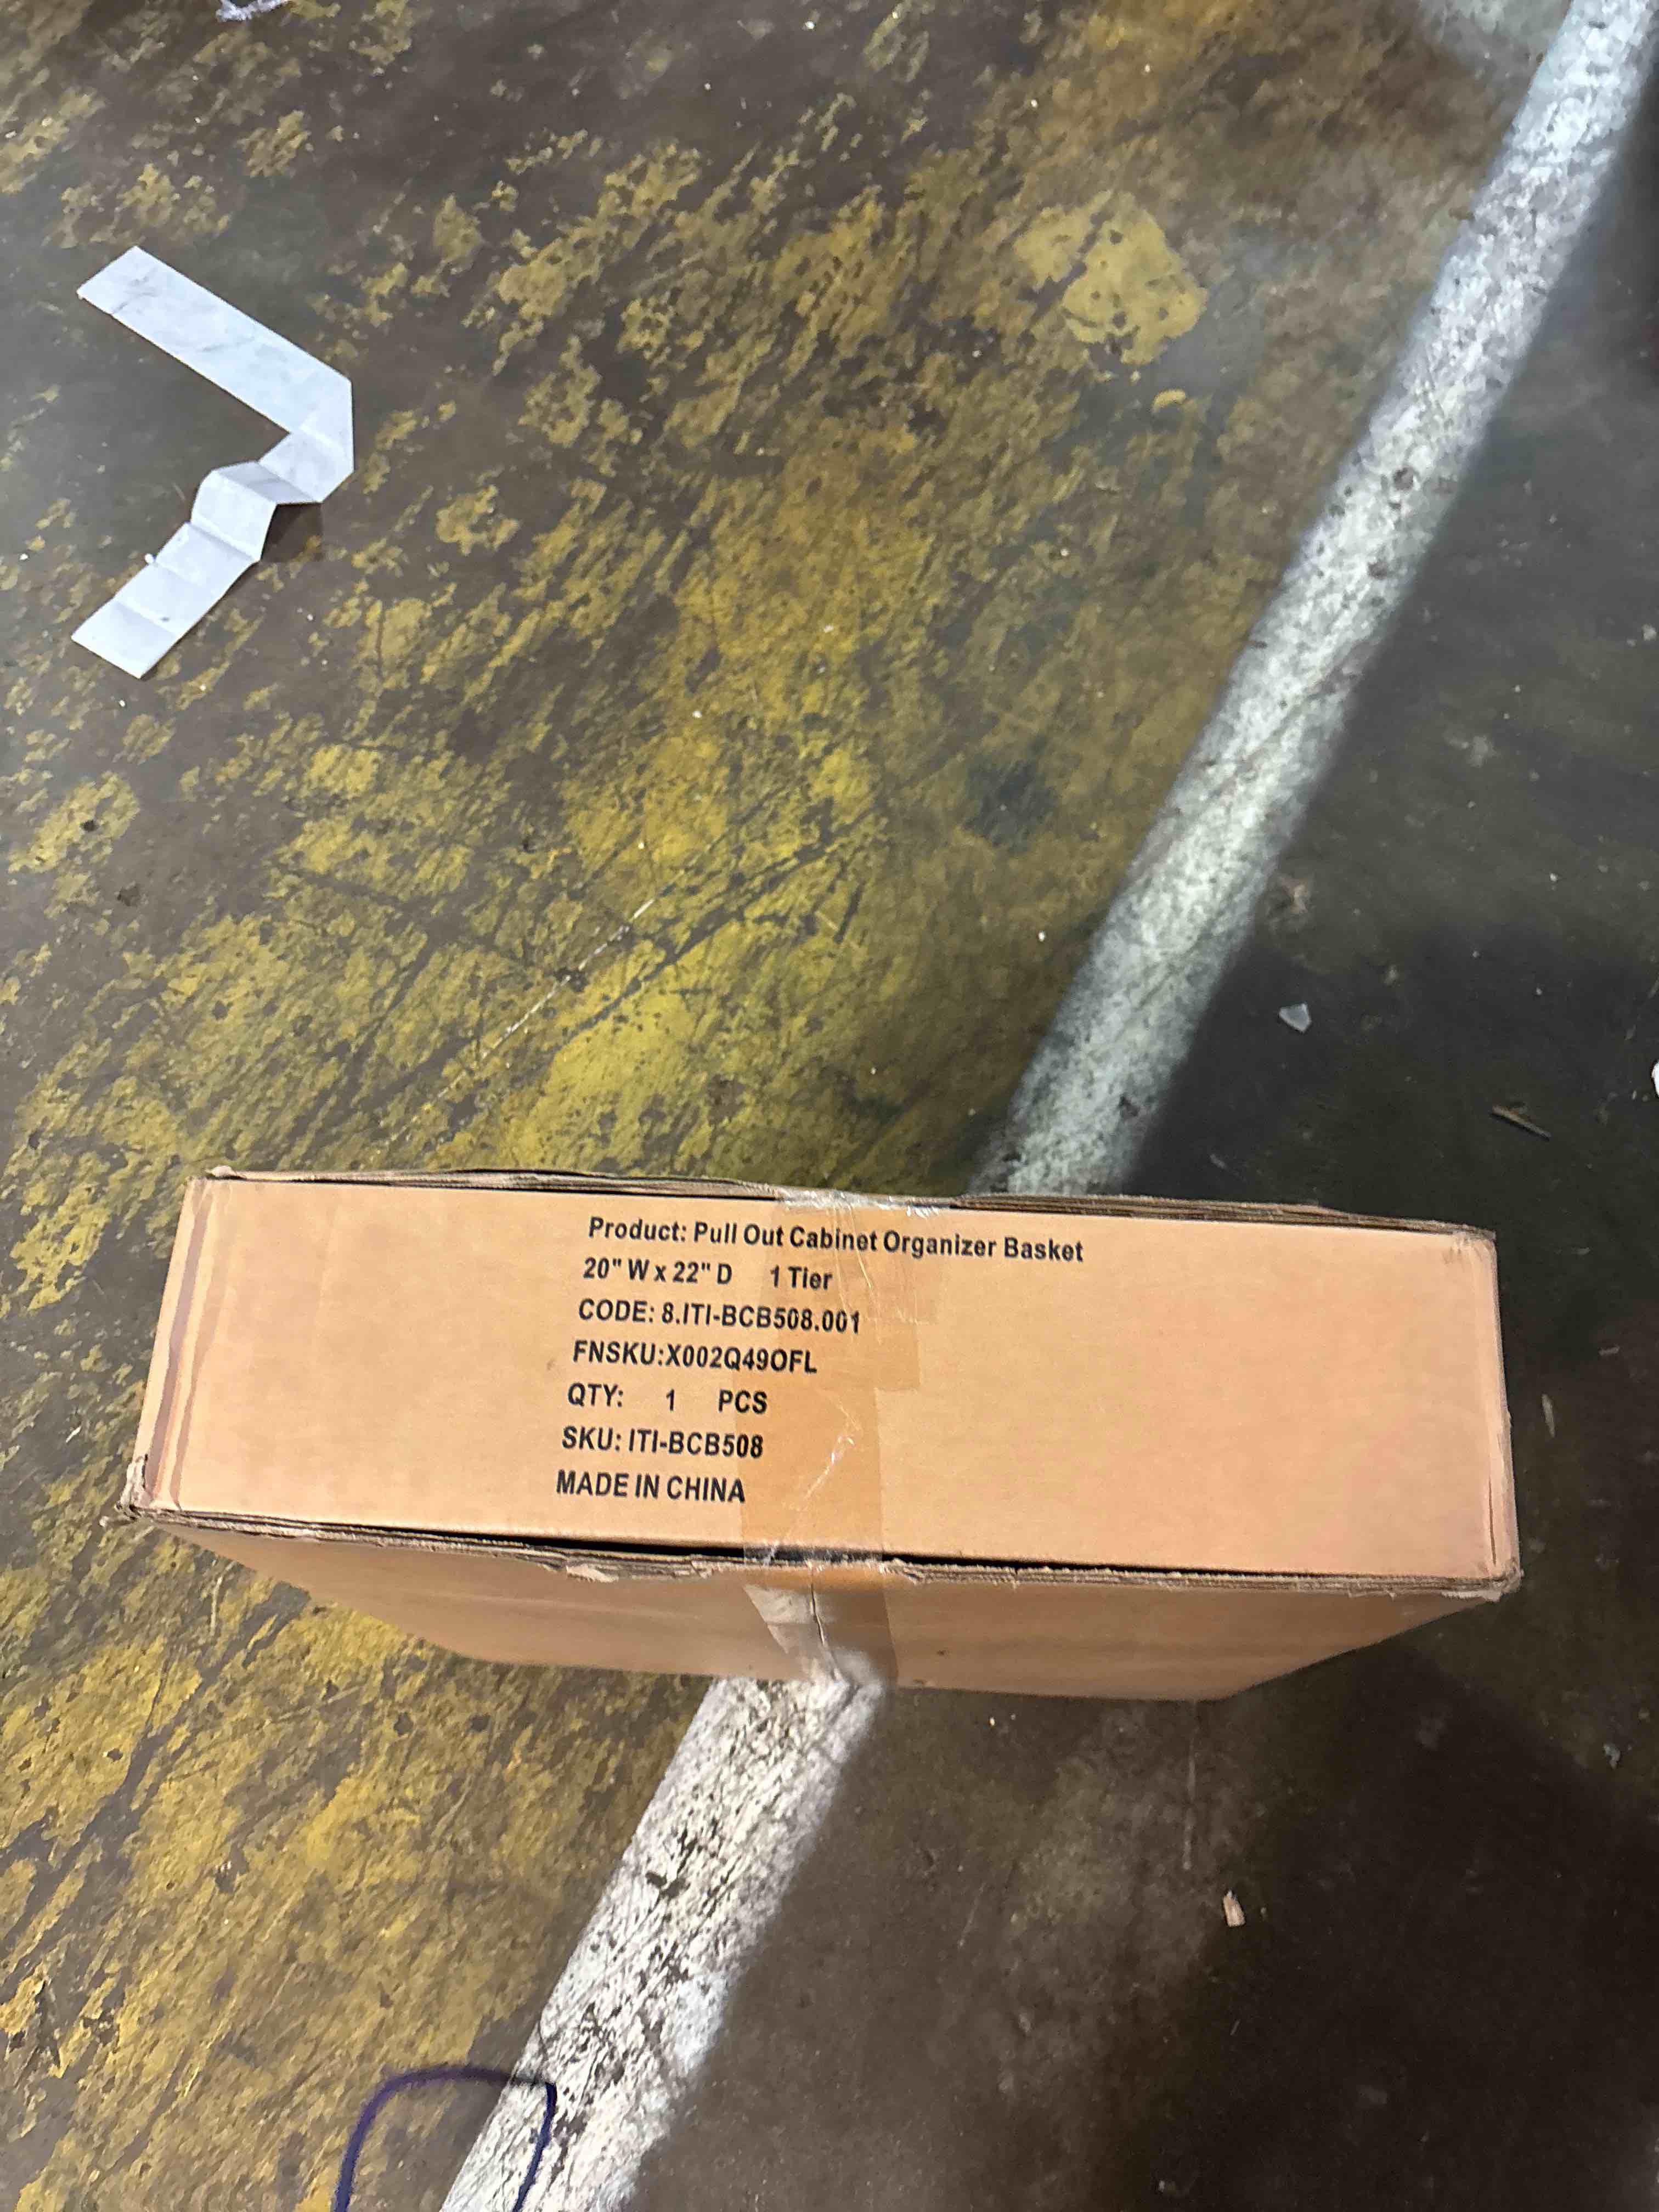 Product: Pull Out Cabinet Organizer Basket
20" W x 22" D 1 Tier
CODE: 8.ITI-BCB508.001
FNSKU:X002Q49OFL
QTY: 1 PCS
SKU: ITI-BCB508
MADE IN CHINA